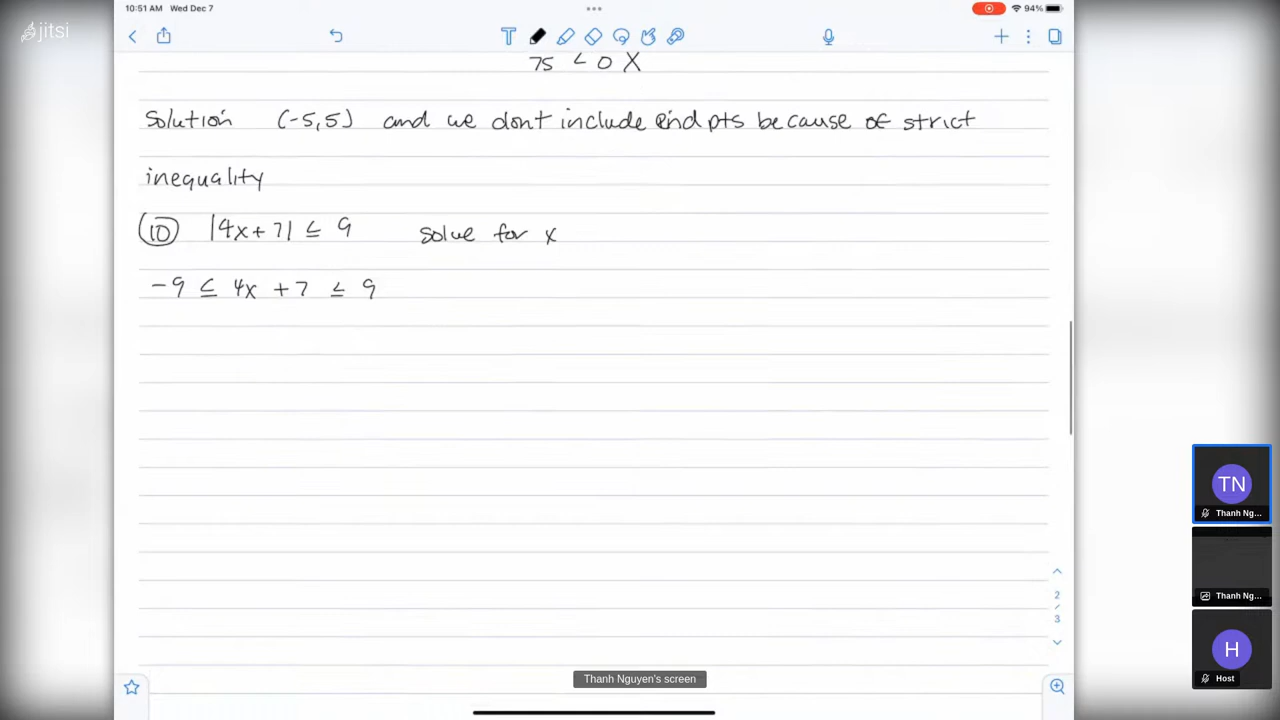 10:51 AM Wed Dec 7
94%
jitsi
75 < 0 X
Solution (-5,5) and we dont include end pts because of strict
inequality
(10) |4x+7| ≤ 9 solve for x
-9 ≤ 4x +7 ≤ 9
TN
Thanh Ng...
Thanh Ng...
H
Host
2
/
3
Thanh Nguyen's screen